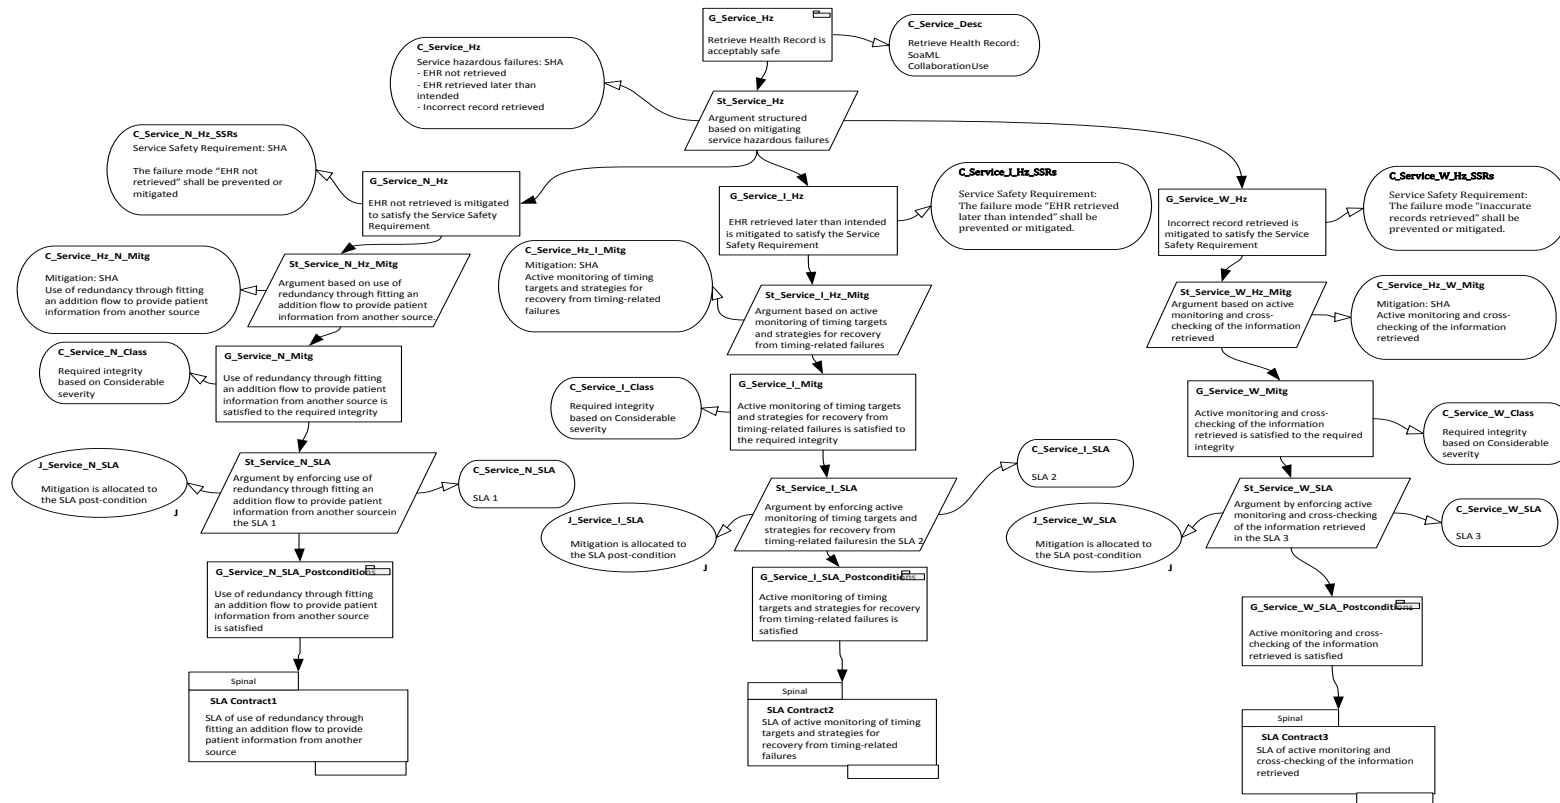 G_Service_Hz
Retrieve Health Record is
acceptably safe
C_Service_Desc
Retrieve Health Record:
SoaML
CollaborationUse
C_Service_Hz
Service hazardous failures: SHA
- EHR not retrieved
- EHR retrieved later than
intended
- Incorrect record retrieved
St_Service_Hz
Argument structured
based on mitigating
service hazardous failures
C_Service_N_Hz_SSRs
Service Safety Requirement: SHA
The failure mode “EHR not
retrieved” shall be prevented or
mitigated
G_Service_N_Hz
EHR not retrieved is mitigated
to satisfy the Service Safety
Requirement
G_Service_I_Hz
EHR retrieved later than intended
is mitigated to satisfy the Service
Safety Requirement
C_Service_I_Hz_SSRs
Service Safety Requirement:
The failure mode “EHR retrieved
later than intended” shall be
prevented or mitigated.
G_Service_W_Hz
Incorrect record retrieved is
mitigated to satisfy the Service
Safety Requirement
C_Service_W_Hz_SSRs
Service Safety Requirement:
The failure mode “inaccurate
records retrieved” shall be
prevented or mitigated.
C_Service_Hz_N_Mitg
Mitigation: SHA
Use of redundancy through fitting
an addition flow to provide patient
information from another source
St_Service_N_Hz_Mitg
Argument based on use of
redundancy through fitting an
addition flow to provide patient
information from another source.
C_Service_Hz_I_Mitg
Mitigation: SHA
Active monitoring of timing
targets and strategies for
recovery from timing-related
failures
St_Service_I_Hz_Mitg
Argument based on active
monitoring of timing targets
and strategies for recovery
from timing-related failures
St_Service_W_Hz_Mitg
Argument based on active
monitoring and cross-
checking of the information
retrieved
C_Service_Hz_W_Mitg
Mitigation: SHA
Active monitoring and cross-
checking of the information
retrieved
C_Service_N_Class
Required integrity
based on Considerable
severity
G_Service_N_Mitg
Use of redundancy through fitting
an addition flow to provide patient
information from another source is
satisfied to the required integrity
C_Service_I_Class
Required integrity
based on Considerable
severity
G_Service_I_Mitg
Active monitoring of timing targets
and strategies for recovery from
timing-related failures is satisfied to
the required integrity
G_Service_W_Mitg
Active monitoring and cross-
checking of the information
retrieved is satisfied to the required
integrity
C_Service_W_Class
Required integrity
based on Considerable
severity
J_Service_N_SLA
Mitigation is allocated to
the SLA post-condition
J
St_Service_N_SLA
Argument by enforcing use of
redundancy through fitting an
addition flow to provide patient
information from another sourcein
the SLA 1
C_Service_N_SLA
SLA 1
J_Service_I_SLA
Mitigation is allocated to
the SLA post-condition
J
St_Service_I_SLA
Argument by enforcing active
monitoring of timing targets and
strategies for recovery from
timing-related failuresin the SLA 2
C_Service_I_SLA
SLA 2
J_Service_W_SLA
Mitigation is allocated to
the SLA post-condition
J
St_Service_W_SLA
Argument by enforcing active
monitoring and cross-checking
of the information retrieved
in the SLA 3
C_Service_W_SLA
SLA 3
G_Service_N_SLA_Postconditions
Use of redundancy through fitting
an addition flow to provide patient
information from another source
is satisfied
G_Service_I_SLA_Postconditions
Active monitoring of timing
targets and strategies for recovery
from timing-related failures is
satisfied
G_Service_W_SLA_Postconditions
Active monitoring and cross-
checking of the information
retrieved is satisfied
Spinal
SLA Contract1
SLA of use of redundancy through
fitting an addition flow to provide
patient information from another
source
Spinal
SLA Contract2
SLA of active monitoring of timing
targets and strategies for
recovery from timing-related
failures
Spinal
SLA Contract3
SLA of active monitoring and
cross-checking of the information
retrieved